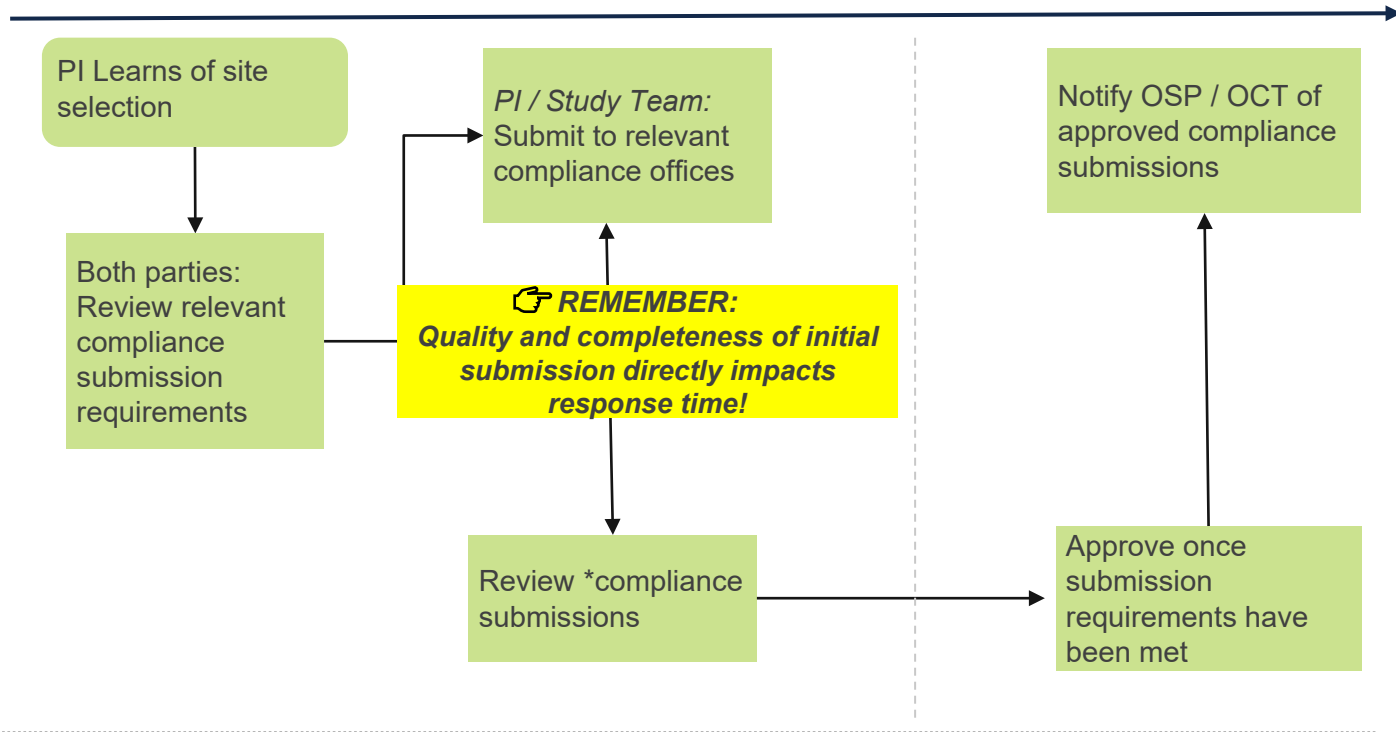 PI Learns of site
selection
Both parties:
Review relevant
compliance
submission
requirements
PI / Study Team:
Submit to relevant
compliance offices
☞ REMEMBER:
Quality and completeness of initial
submission directly impacts
response time!
Review *compliance
submissions
Notify OSP / OCT of
approved compliance
submissions
Approve once
submission
requirements have
been met